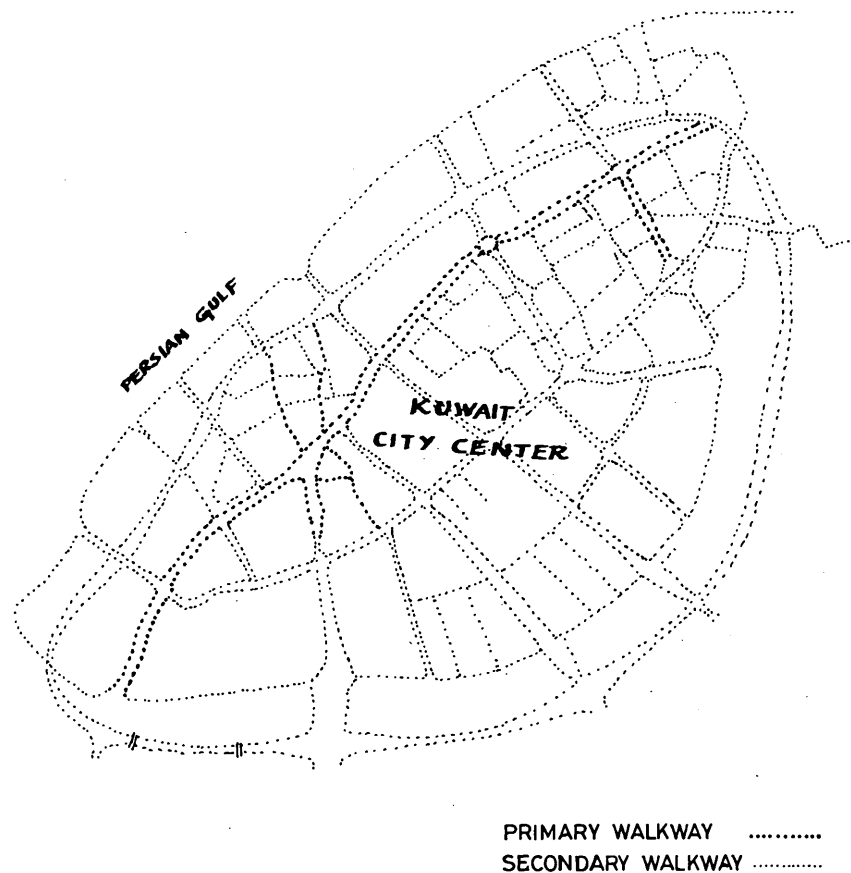 PERSIAN GULF
KUWAIT
CITY CENTER
PRIMARY WALKWAY
SECONDARY WALKWAY